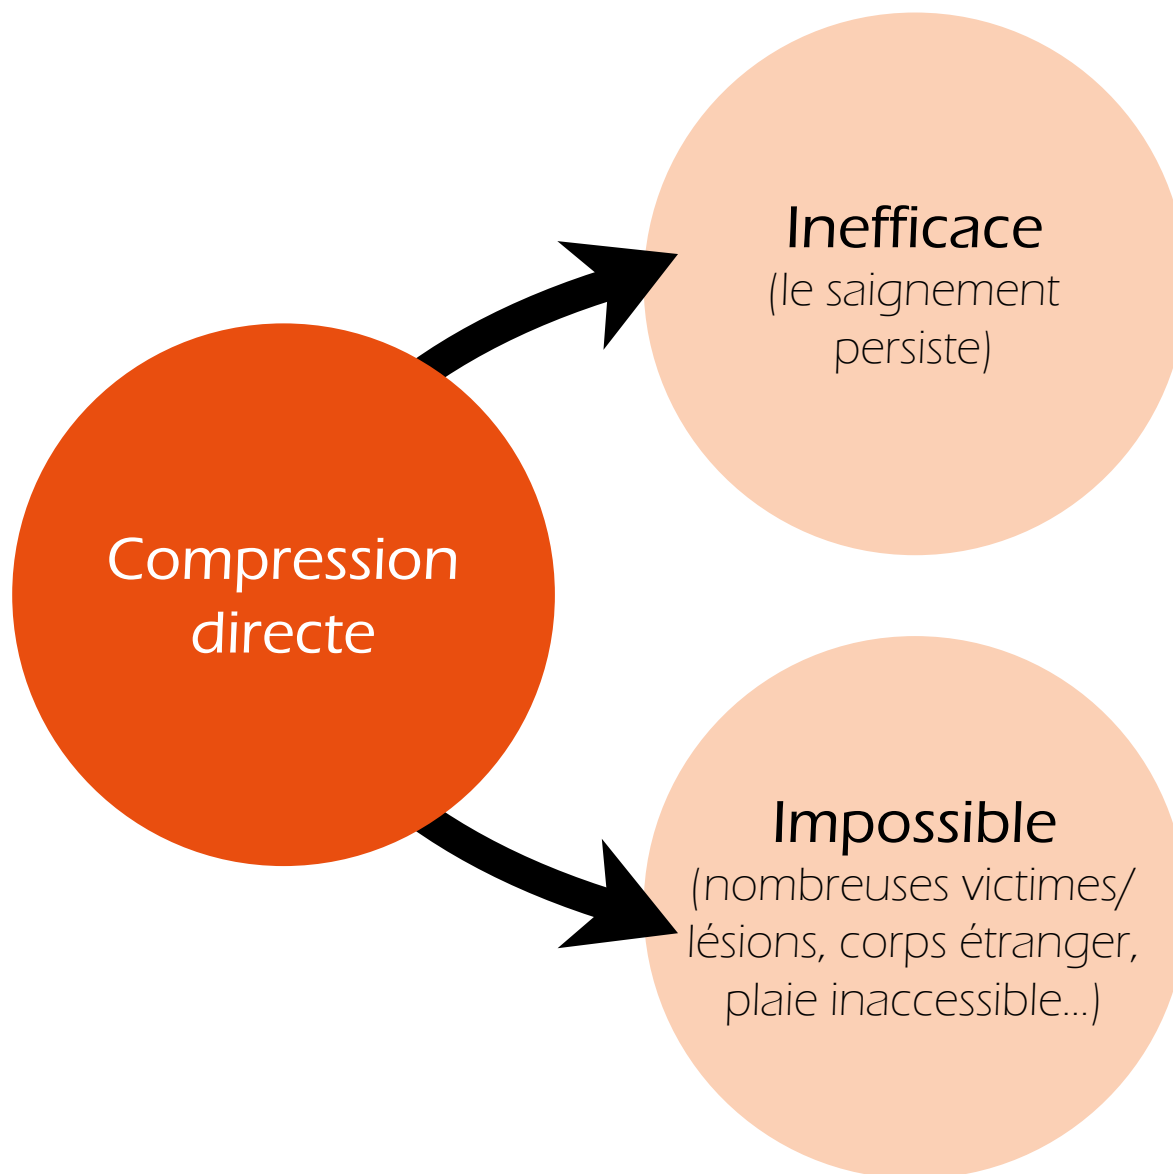 Compression
directe
Inefficace
(le saignement
persiste)
Impossible
(nombreuses victimes/
lésions, corps étranger,
plaie inaccessible...)